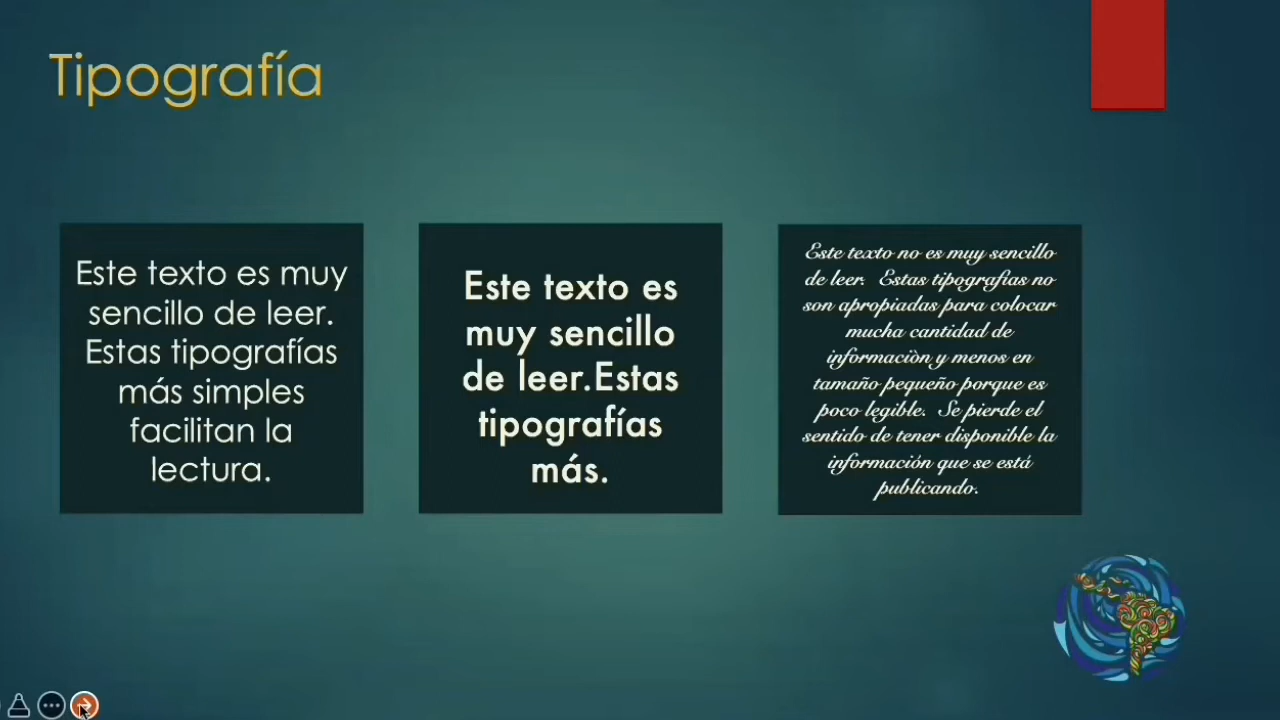 Tipografía
Este texto es muy
sencillo de leer.
Estas tipografías
más simples
facilitan la
lectura.
Este texto es
muy sencillo
de leer.Estas
tipografías
más.
Este texto no es muy sencillo
de leer. Estas tipografias no
son apropiadas para colocar
mucha cantidad de
informaciòn y menos en
tamaño pequeño porque es
poco legible. Se pierde el
sentido de tener disponible la
información que se está
publicando.